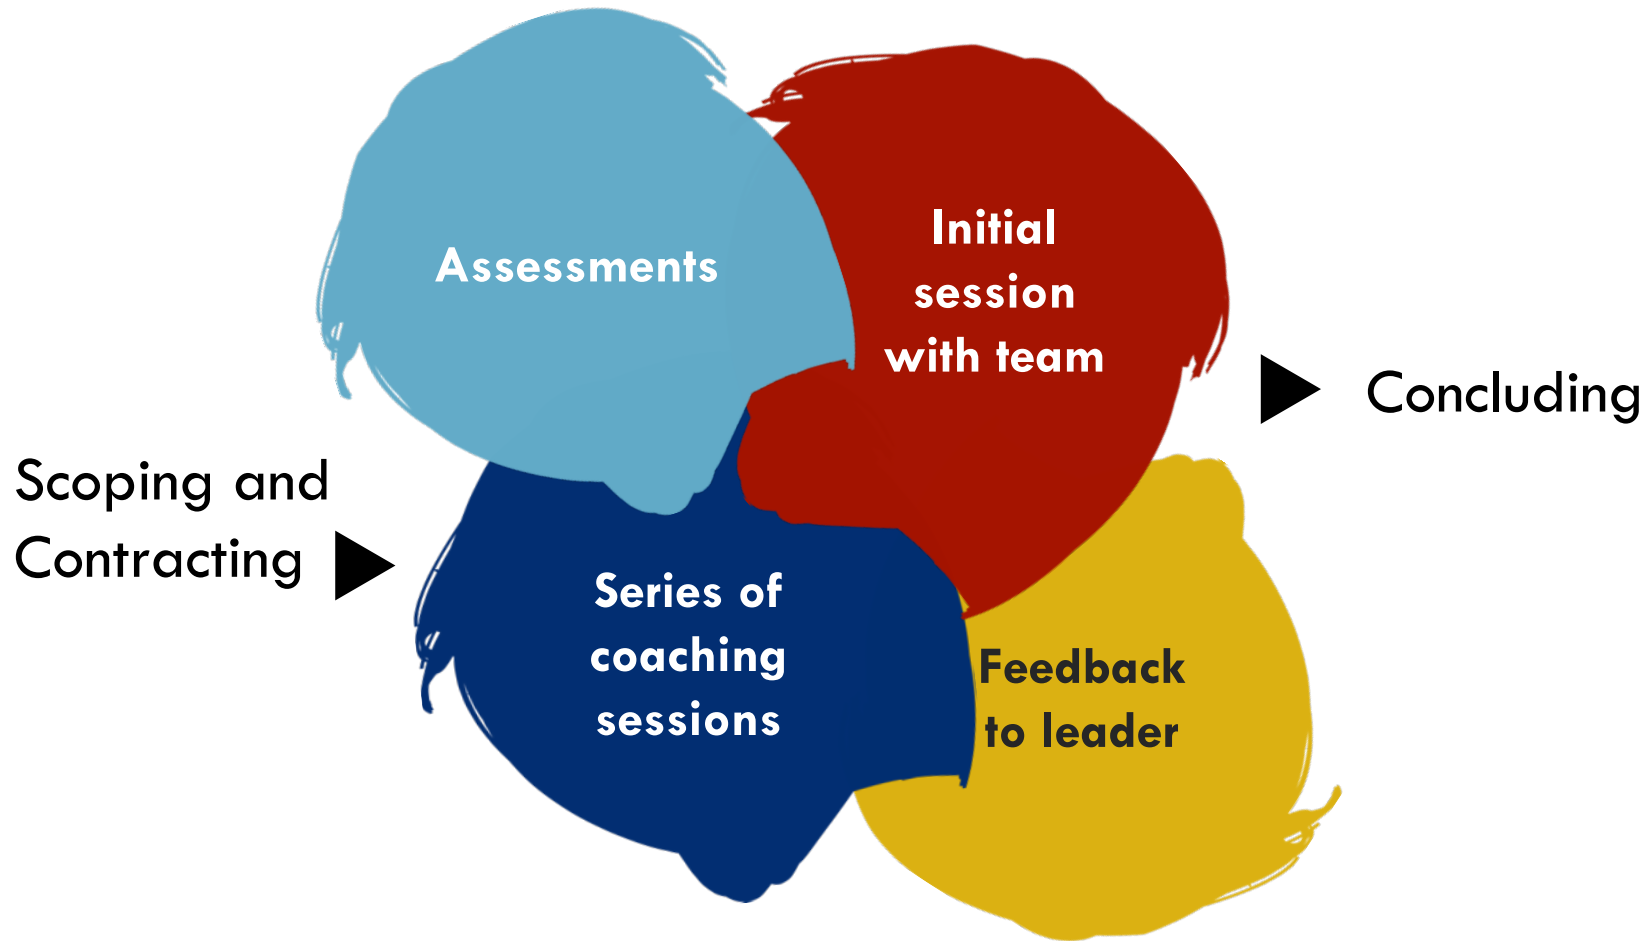 Scoping and
Contracting
Assessments
Initial
session
with team
Series of
coaching
sessions
Feedback
to leader
Concluding